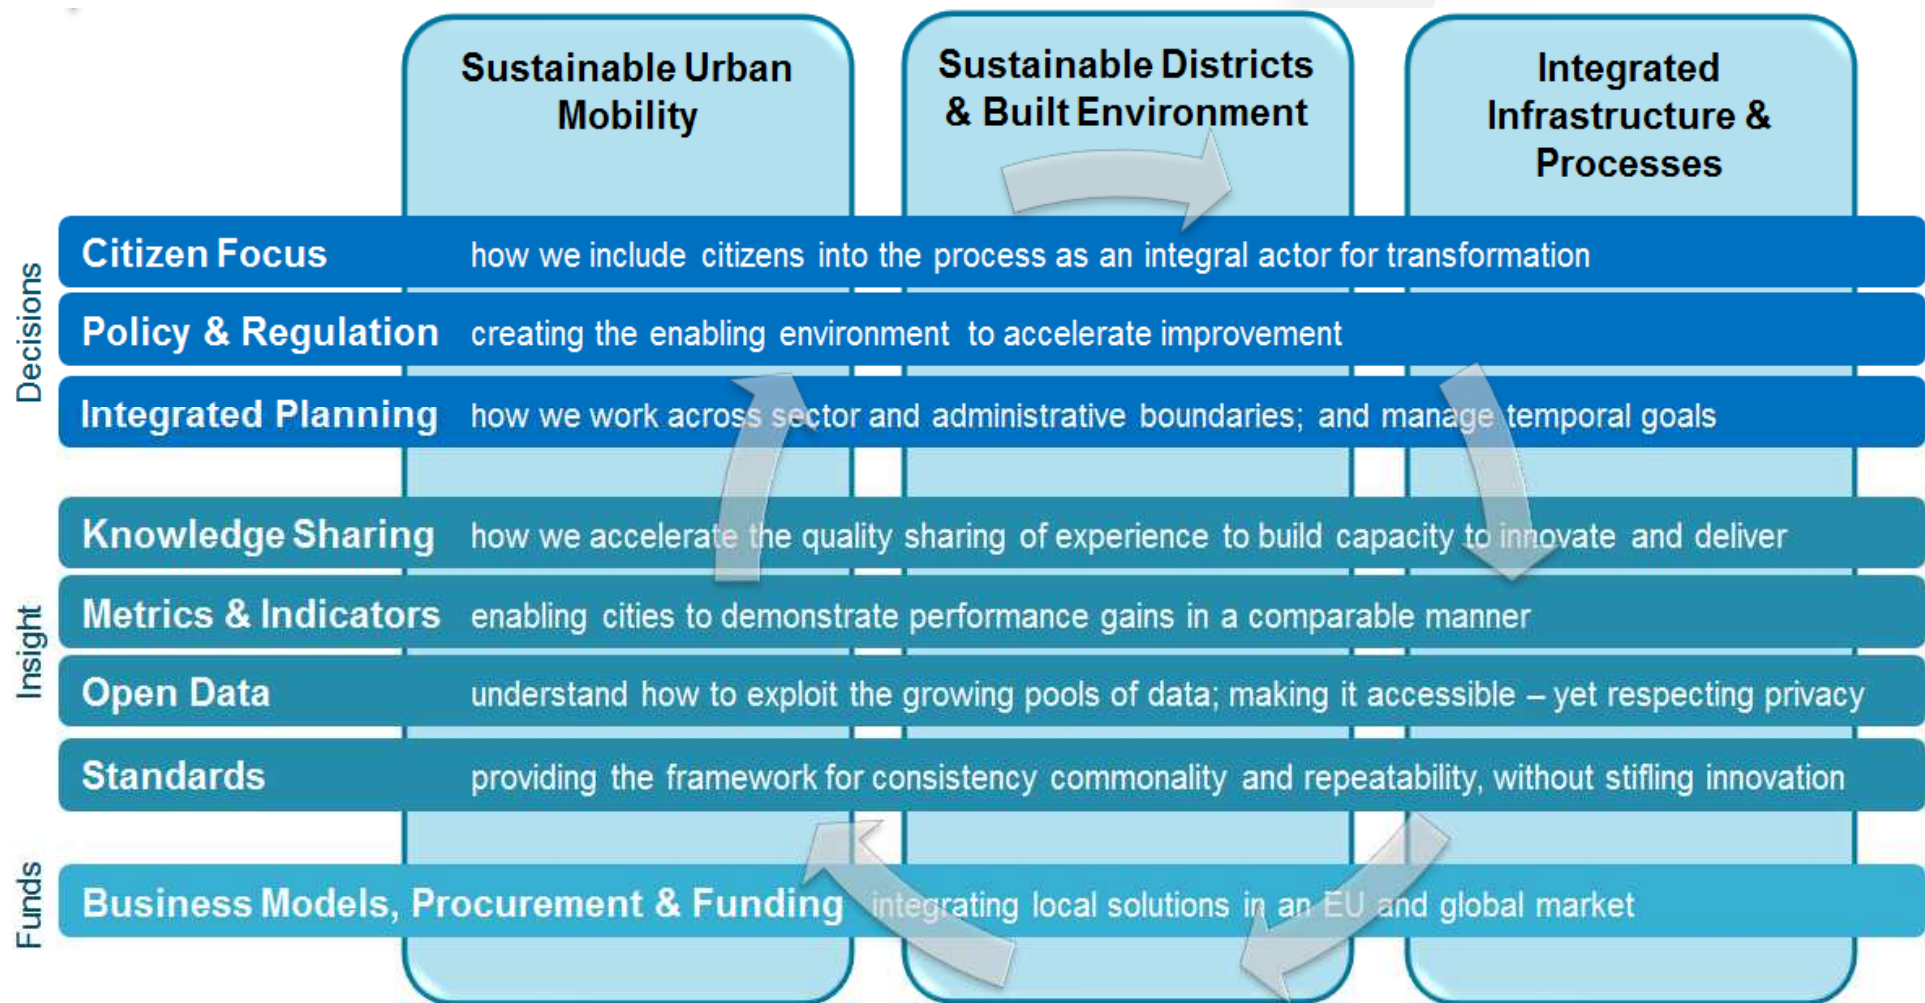 Sustainable Urban
Mobility
Sustainable Districts
& Built Environment
Integrated
Infrastructure &
Processes
Decisions
Citizen Focus how we include citizens into the process as an integral actor for transformation
Policy & Regulation creating the enabling environment to accelerate improvement
Integrated Planning how we work across sector and administrative boundaries; and manage temporal goals
Insight
Knowledge Sharing how we accelerate the quality sharing of experience to build capacity to innovate and deliver
Metrics & Indicators enabling cities to demonstrate performance gains in a comparable manner
Open Data understand how to exploit the growing pools of data; making it accessible – yet respecting privacy
Standards providing the framework for consistency commonality and repeatability, without stifling innovation
Funds
Business Models, Procurement & Funding integrating local solutions in an EU and global market